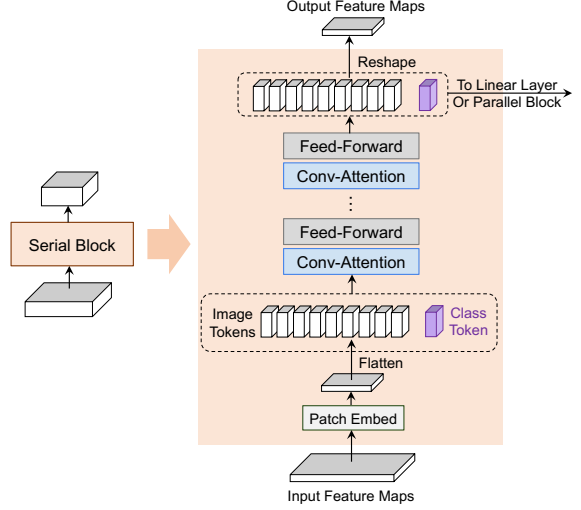 Output Feature Maps
Reshape
To Linear Layer
Or Parallel Block
Feed-Forward
Conv-Attention
...
Feed-Forward
Conv-Attention
Serial Block
Image
Tokens
Class
Token
Flatten
Patch Embed
Input Feature Maps